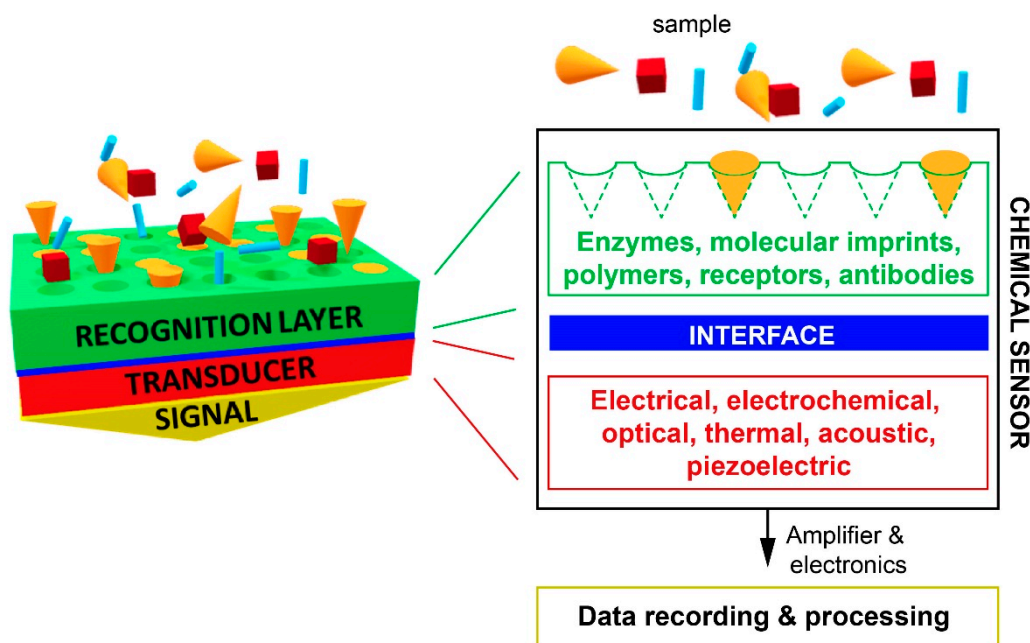 sample
RECOGNITION LAYER
TRANSDUCER
SIGNAL
Enzymes, molecular imprints,
polymers, receptors, antibodies
INTERFACE
Electrical, electrochemical,
optical, thermal, acoustic,
piezoelectric
CHEMICAL SENSOR
Amplifier &
electronics
Data recording & processing